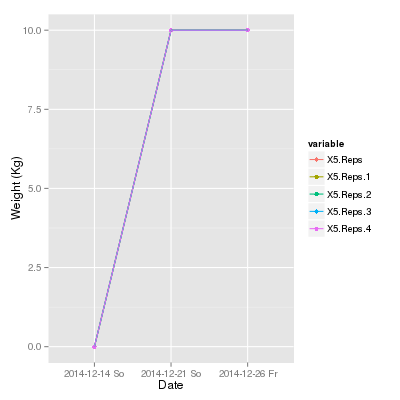 10.0
7.5
5.0
2.5
0.0
Weight (Kg)
2014-12-14 So
2014-12-21 So
2014-12-26 Fr
Date
variable
X5.Reps
X5.Reps.1
X5.Reps.2
X5.Reps.3
X5.Reps.4